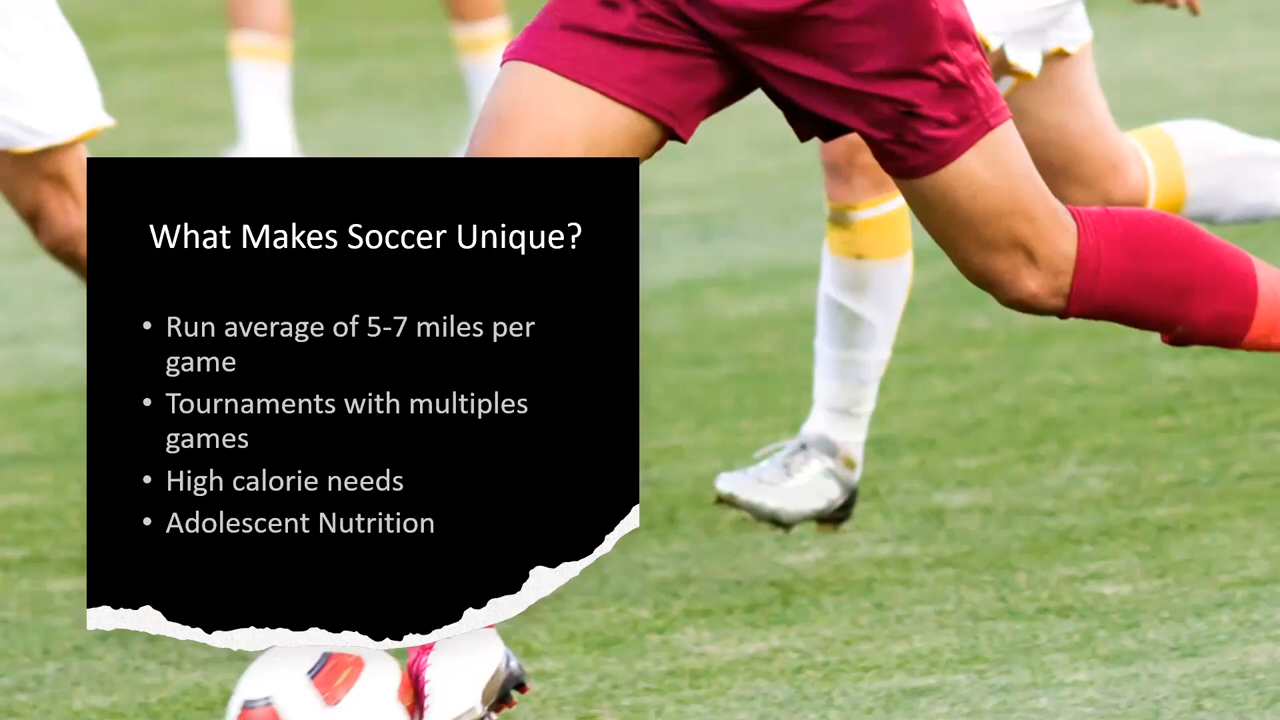 What Makes Soccer Unique?
• Run average of 5-7 miles per
game
• Tournaments with multiples
games
• High calorie needs
• Adolescent Nutrition